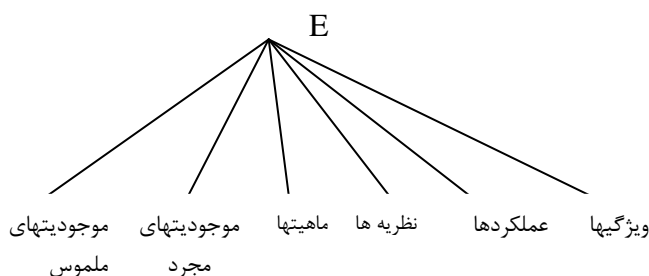 E
ویژگیها
عملکردها
نظریه ها
ماهیتها
موجودیتهای
مجرد
موجودیتهای
ملموس